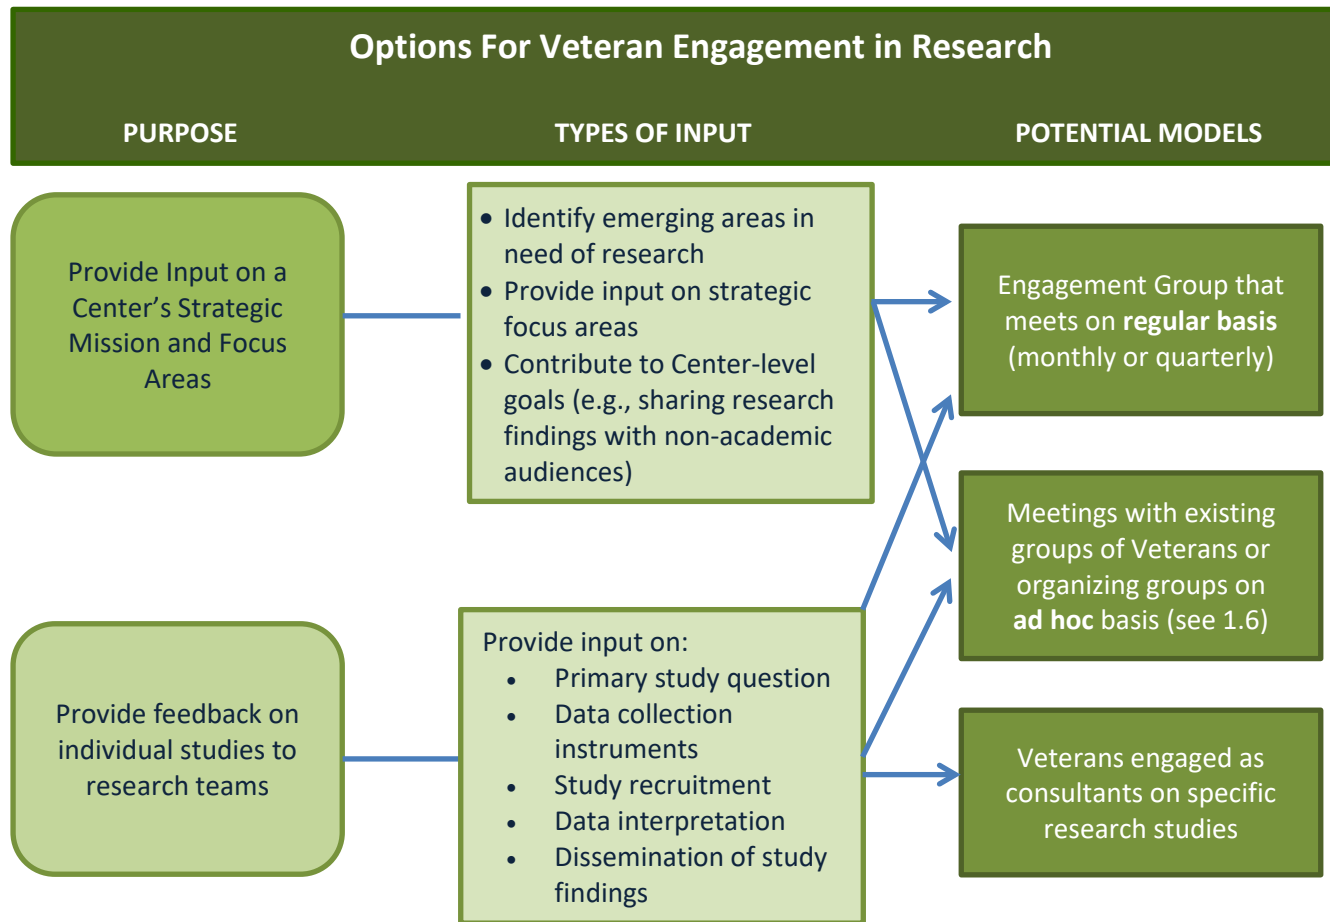 Options For Veteran Engagement in Research
PURPOSE
TYPES OF INPUT
POTENTIAL MODELS
Provide Input on a
Center’s Strategic
Mission and Focus
Areas
• Identify emerging areas in
need of research
• Provide input on strategic
focus areas
• Contribute to Center-level
goals (e.g., sharing research
findings with non-academic
audiences)
Engagement Group that
meets on regular basis
(monthly or quarterly)
Meetings with existing
groups of Veterans or
organizing groups on
ad hoc basis (see 1.6)
Provide feedback on
individual studies to
research teams
Provide input on:
• Primary study question
• Data collection
instruments
• Study recruitment
• Data interpretation
• Dissemination of study
findings
Veterans engaged as
consultants on specific
research studies